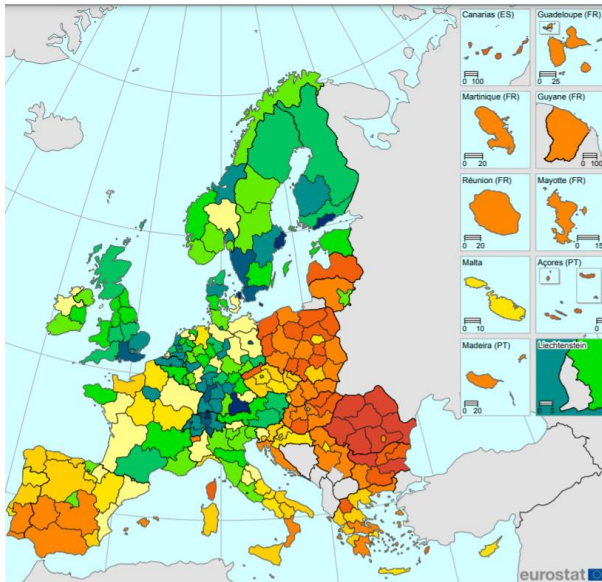 Canarias (ES)
0 100
Guadeloupe (FR)
0 25
Martinique (FR)
0 20
Guyane (FR)
0 100
Réunion (FR)
0 20
Mayotte (FR)
0 15
Malta
0 10
Açores (PT)
0
Madeira (PT)
0 20
Liechtenstein
0 5
eurostat